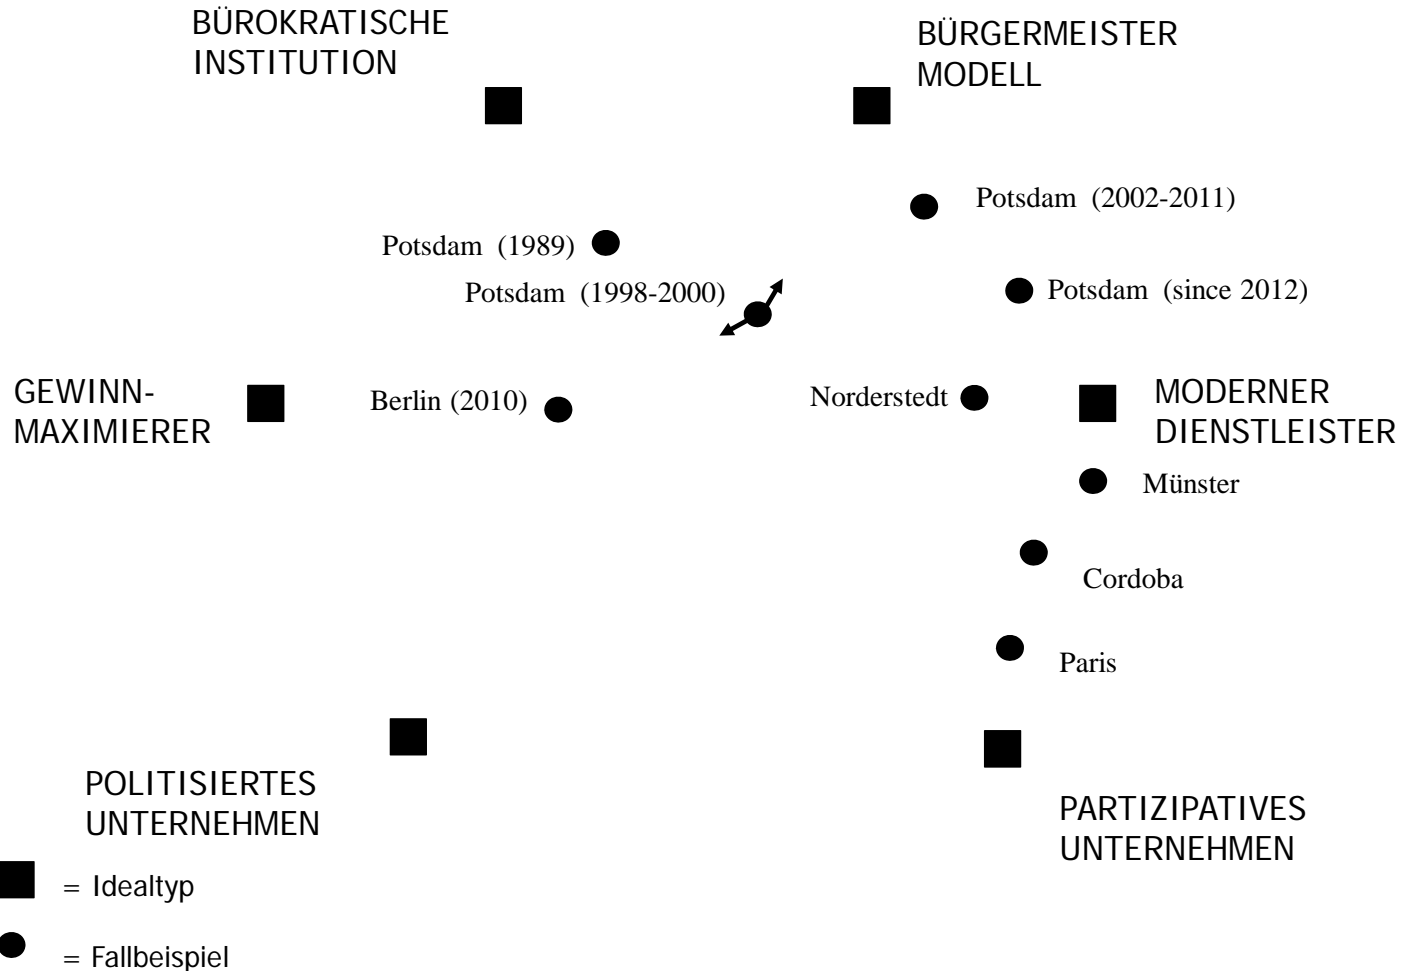 BÜROKRATISCHE
INSTITUTION
BÜRGERMEISTER
MODELL
Potsdam (2002-2011)
Potsdam (1989)
Potsdam (1998-2000)
Potsdam (since 2012)
GEWINN-
MAXIMIERER
Berlin (2010)
Norderstedt
MODERNER
DIENSTLEISTER
Münster
Cordoba
Paris
POLITISIERTES
UNTERNEHMEN
PARTIZIPATIVES
UNTERNEHMEN
= Idealtyp
= Fallbeispiel